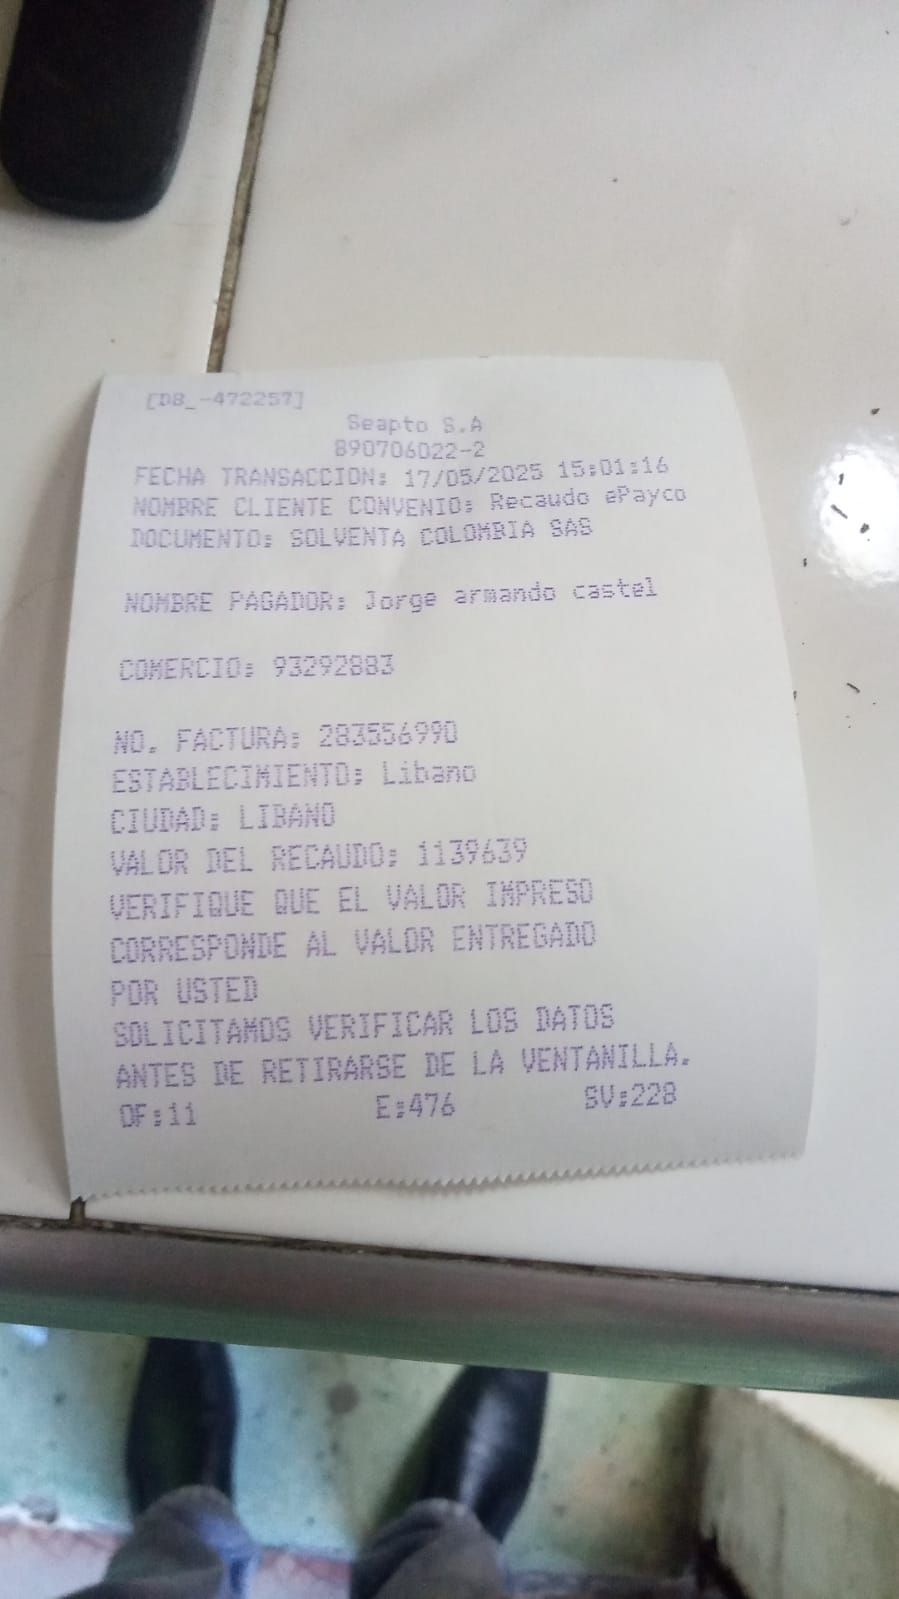 [D8_-472257]
Seapto S.A
890706022-2
FECHA TRANSACCION: 17/05/2025 15:01:16
NOMBRE CLIENTE CONVENIO: Recaudo ePayco
DOCUMENTO: SOLVENTA COLOMBIA SAS
NOMBRE PAGADOR: Jorge armando castel
COMERCIO: 93292883
NO. FACTURA: 283556990
ESTABLECIMIENTO: Libano
CIUDAD: LIBANO
VALOR DEL RECAUDO: 1139639
VERIFIQUE QUE EL VALOR IMPRESO
CORRESPONDE AL VALOR ENTREGADO
POR USTED
SOLICITAMOS VERIFICAR LOS DATOS
ANTES DE RETIRARSE DE LA VENTANILLA.
OF:11 E:476 SV:228